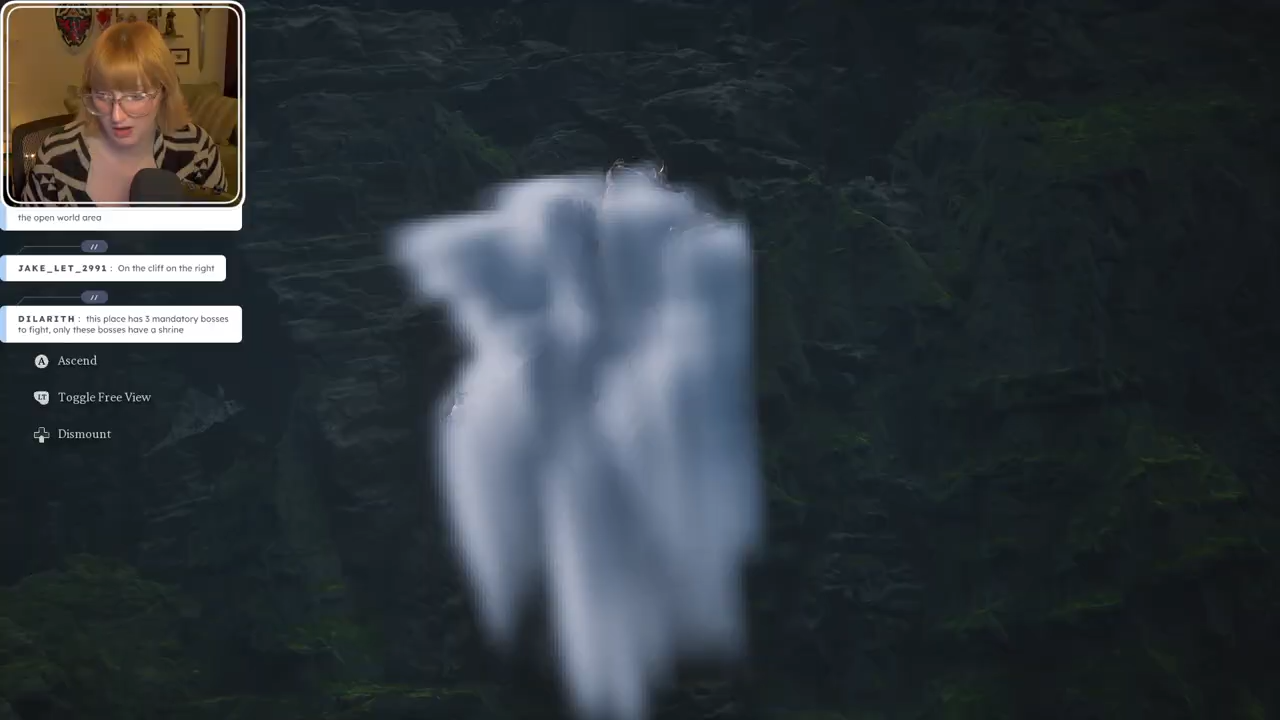 the open world area
//
JAKE_LET_2991 : On the cliff on the right
//
DILARITH : this place has 3 mandatory bosses
to fight, only these bosses have a shrine
A Ascend
LT Toggle Free View
Dismount